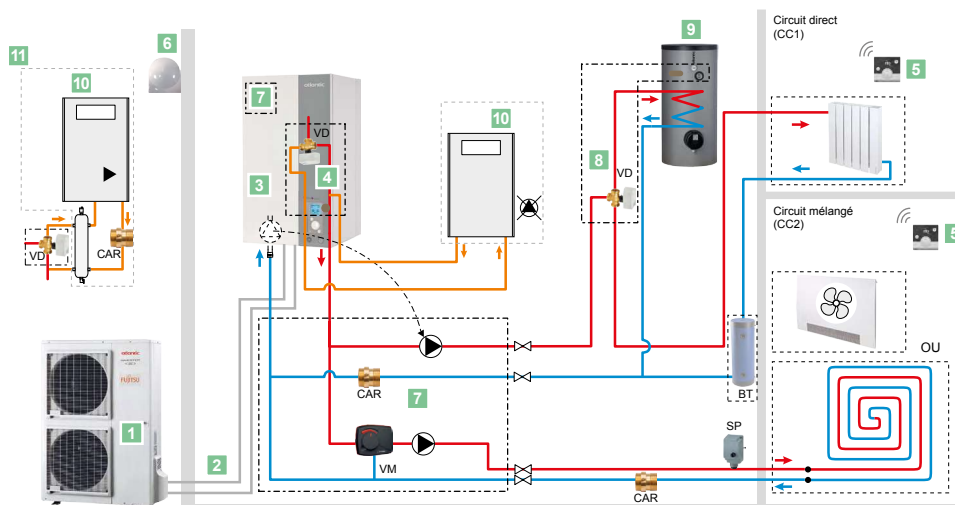 11
10
VD
CAR
6
atlantic
FUJITSU
1
2
atlantic
7
VD
3
4
10
9
8
VD
CAR
7
VM
BT
SP
CAR
Circuit direct
(CC1)
5
Circuit mélangé
(CC2)
5
OU